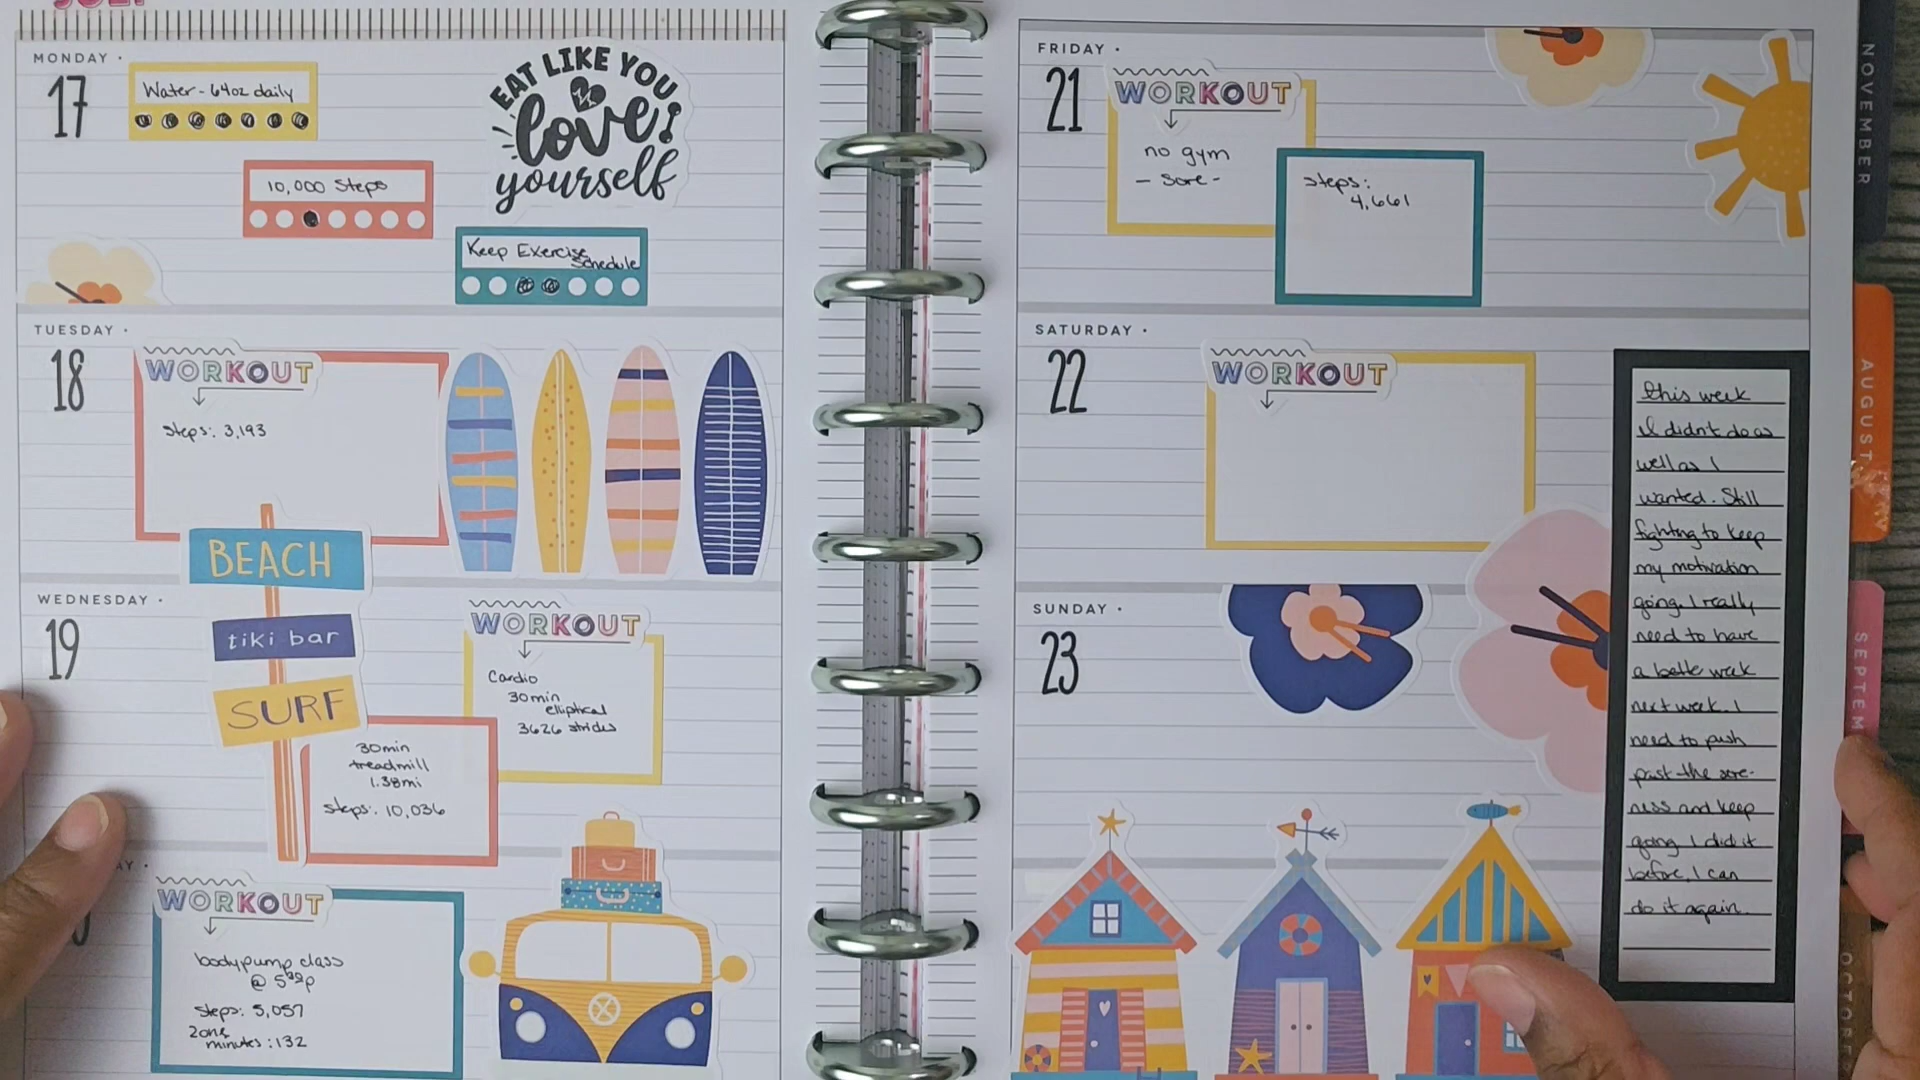 JULY
MONDAY
17
Water - 64oz daily
EAT LIKE YOU
love
yourself
10,000 Steps
Keep Exercise
Schedule
TUESDAY
18
WORKOUT
steps: 3,193
BEACH
tiki bar
SURF
WEDNESDAY
19
WORKOUT
Cardio
30min
elliptical
3626 strides
30min
treadmill
1.38mi
steps: 10,036
AY
WORKOUT
bodypump class
@ 5:30p
steps: 5,057
zone
minutes: 132
FRIDAY
21
WORKOUT
no gym
- sore -
steps:
4,661
SATURDAY
22
WORKOUT
SUNDAY
23
this week
I didn't do as
well as I
wanted. Still
fighting to keep
my motivation
going. I really
need to have
a better week
next week. I
need to push
past the sore-
ness and keep
going. I did it
before, I can
do it again.
NOVEMBER
AUGUST
SEPTEM
OCTOBE